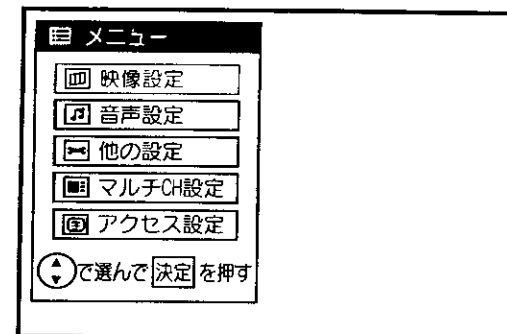 メニュー
映像設定
音声設定
他の設定
マルチCH設定
アクセス設定
で選んで決定を押す